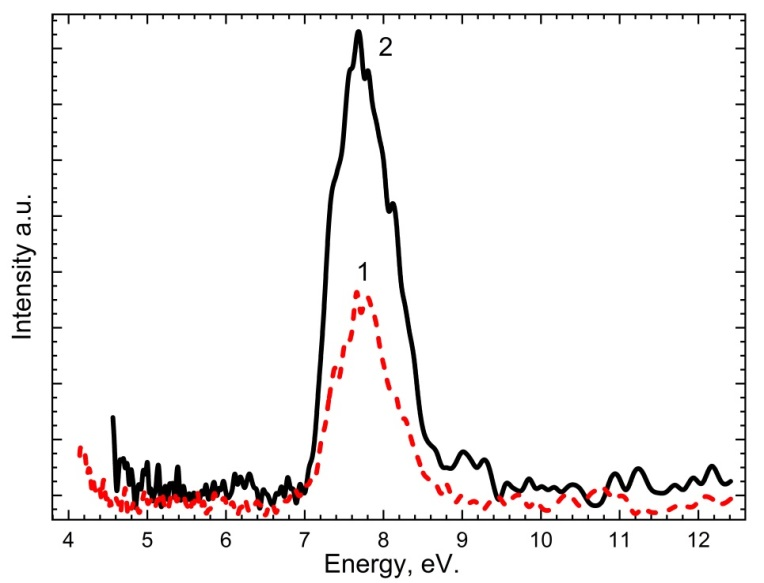 2
1
Intensity a.u.
4 5 6 7 8 9 10 11 12
Energy, eV.